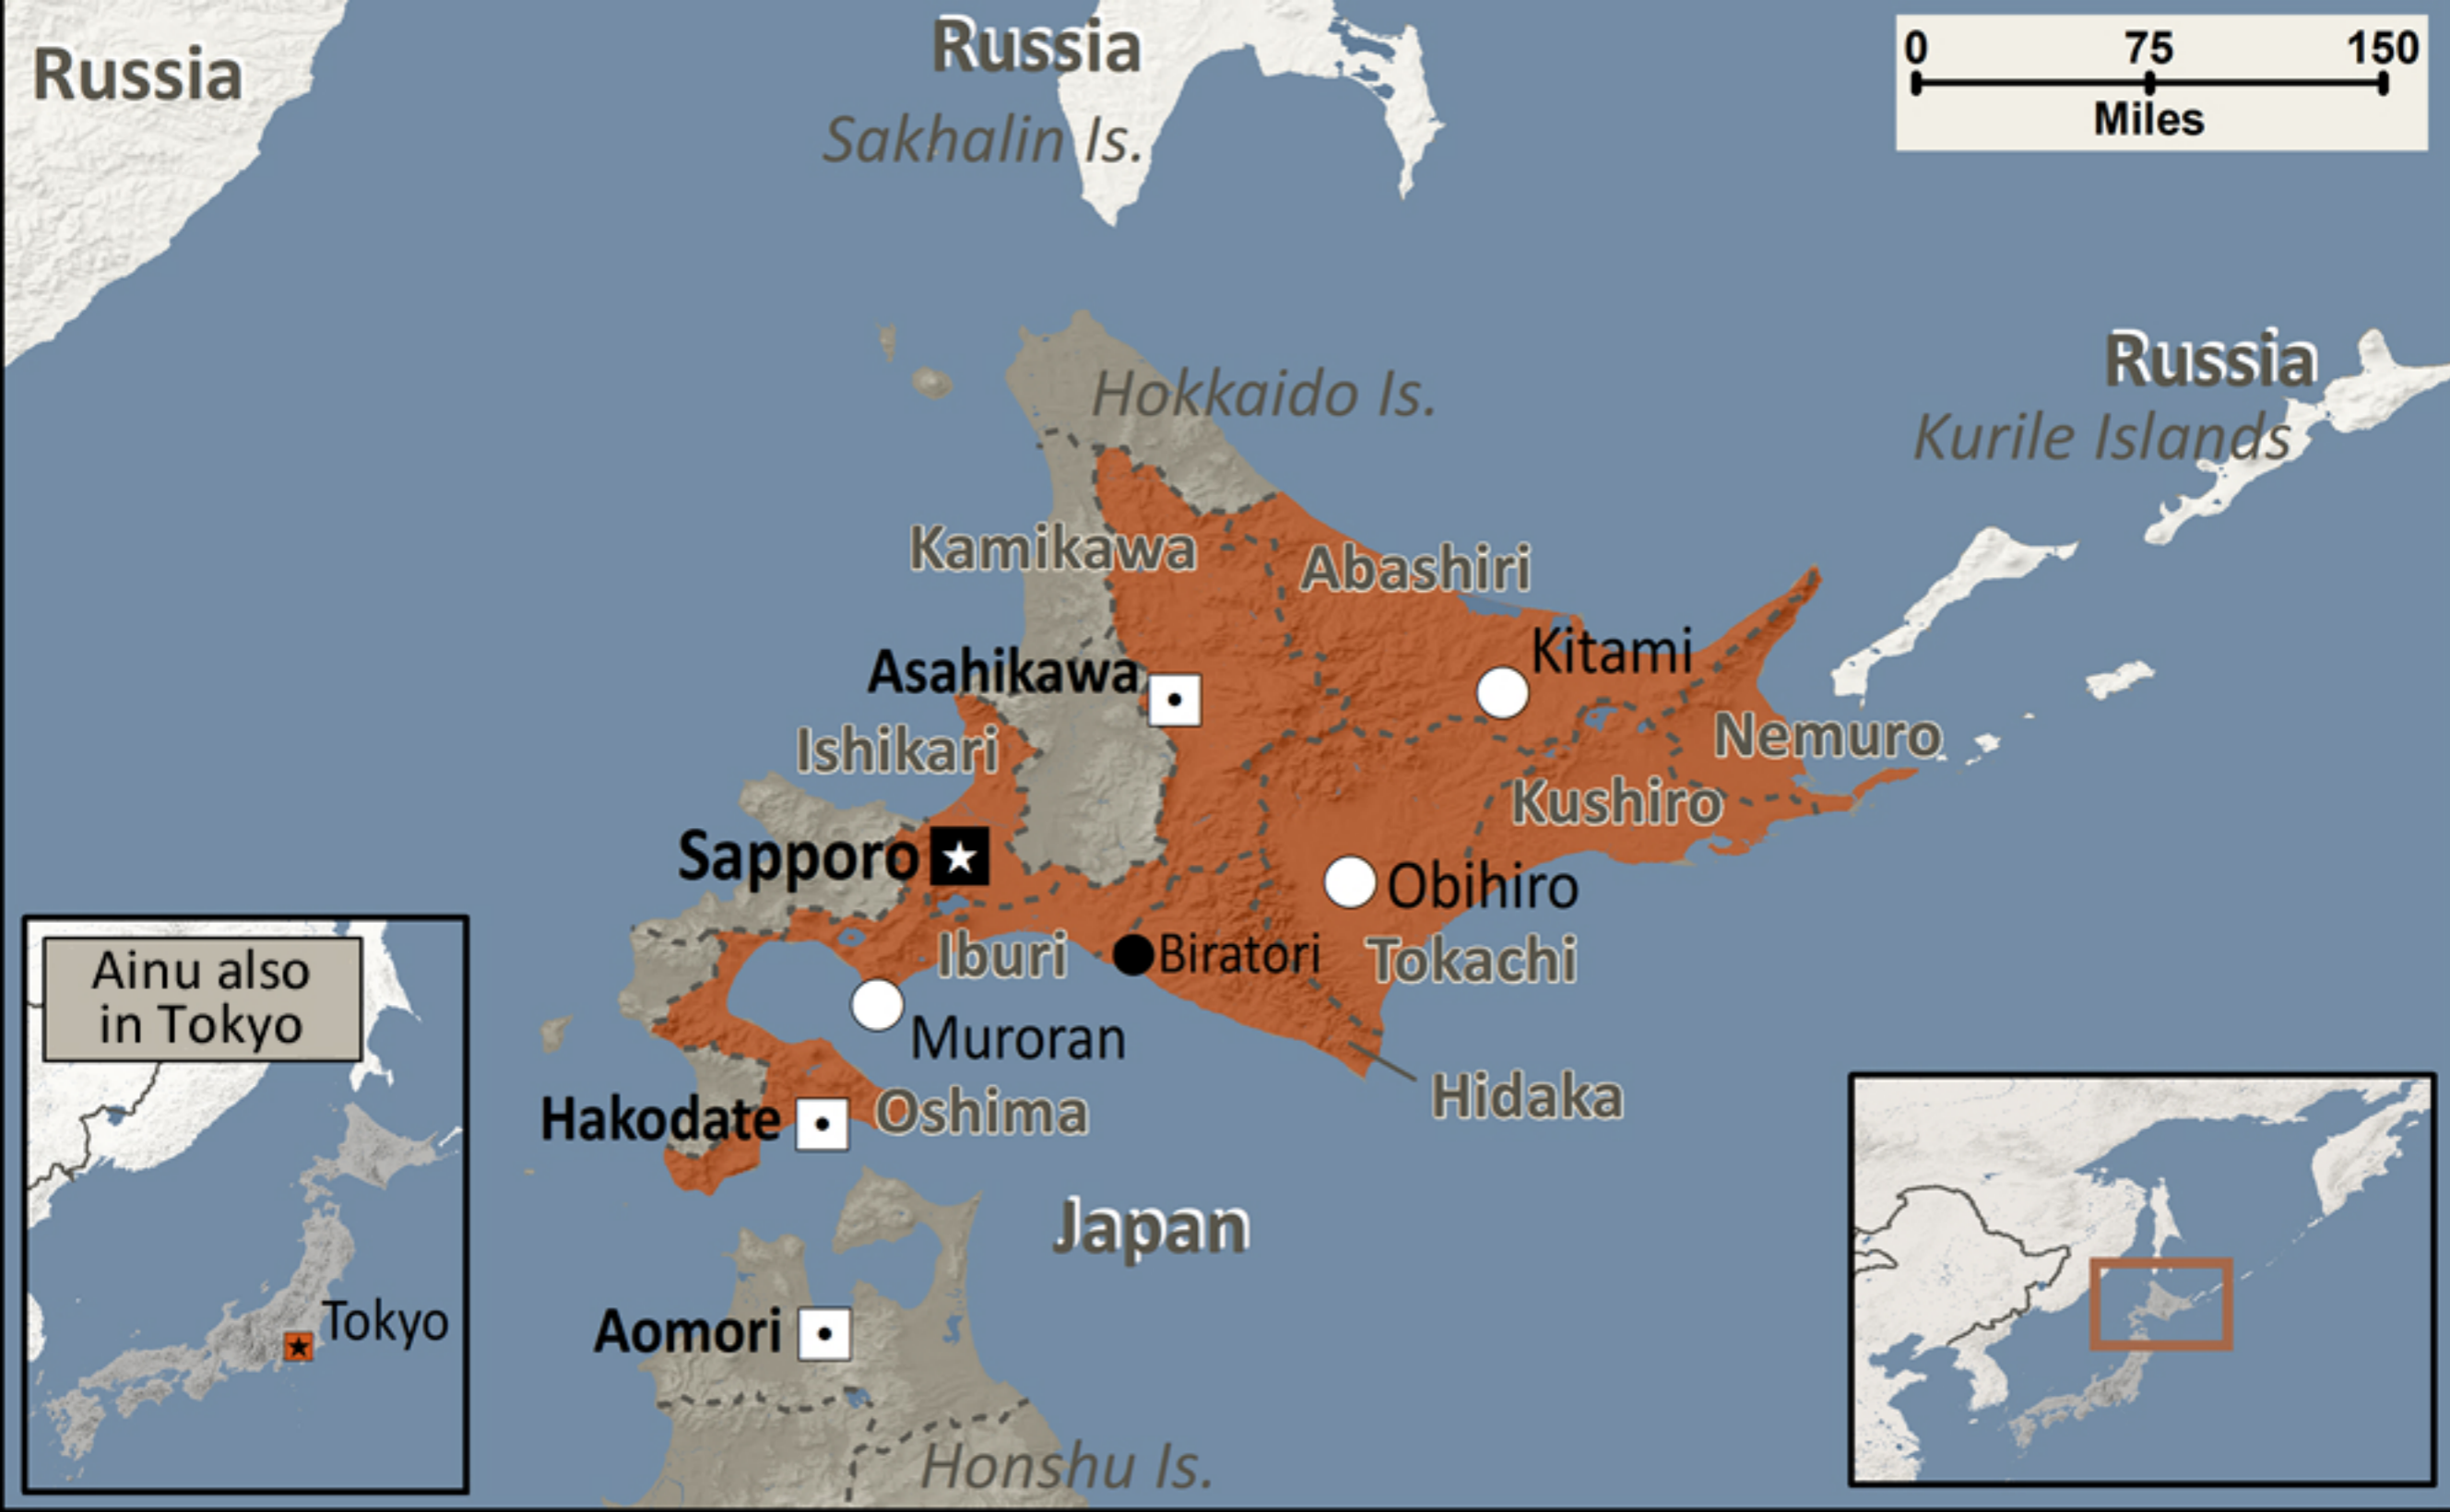 Russia
Russia
Sakhalin Is.
0 75 150
Miles
Hokkaido Is.
Russia
Kurile Islands
Kamikawa
Abashiri
Kitami
Asahikawa
Ishikari
Nemuro
Kushiro
Sapporo
Obihiro
Iburi
Biratori
Tokachi
Muroran
Hidaka
Hakodate
Oshima
Japan
Aomori
Honshu Is.
Ainu also
in Tokyo
Tokyo